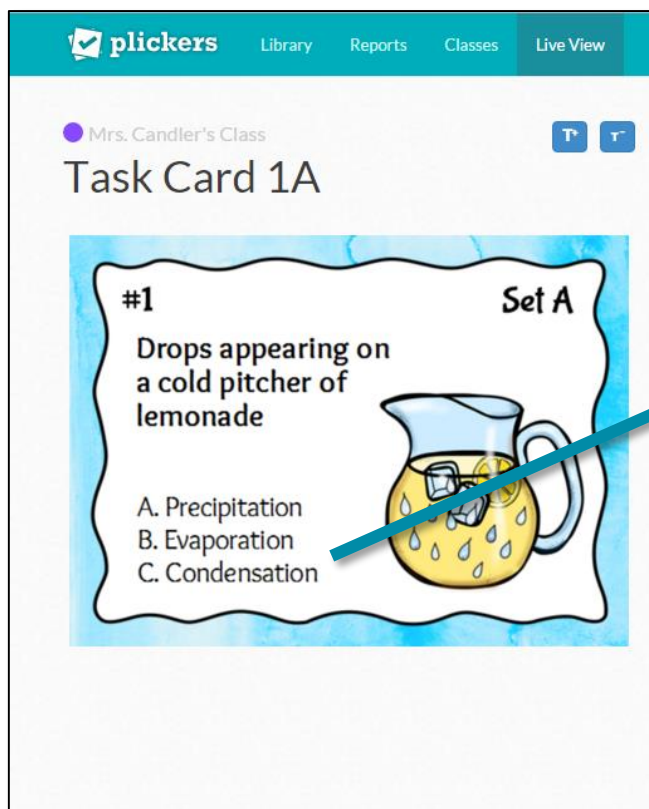 plickers Library Reports Classes Live View
Mrs. Candler's Class
T+ T-
Task Card 1A
#1 Set A
Drops appearing on
a cold pitcher of
lemonade
A. Precipitation
B. Evaporation
C. Condensation